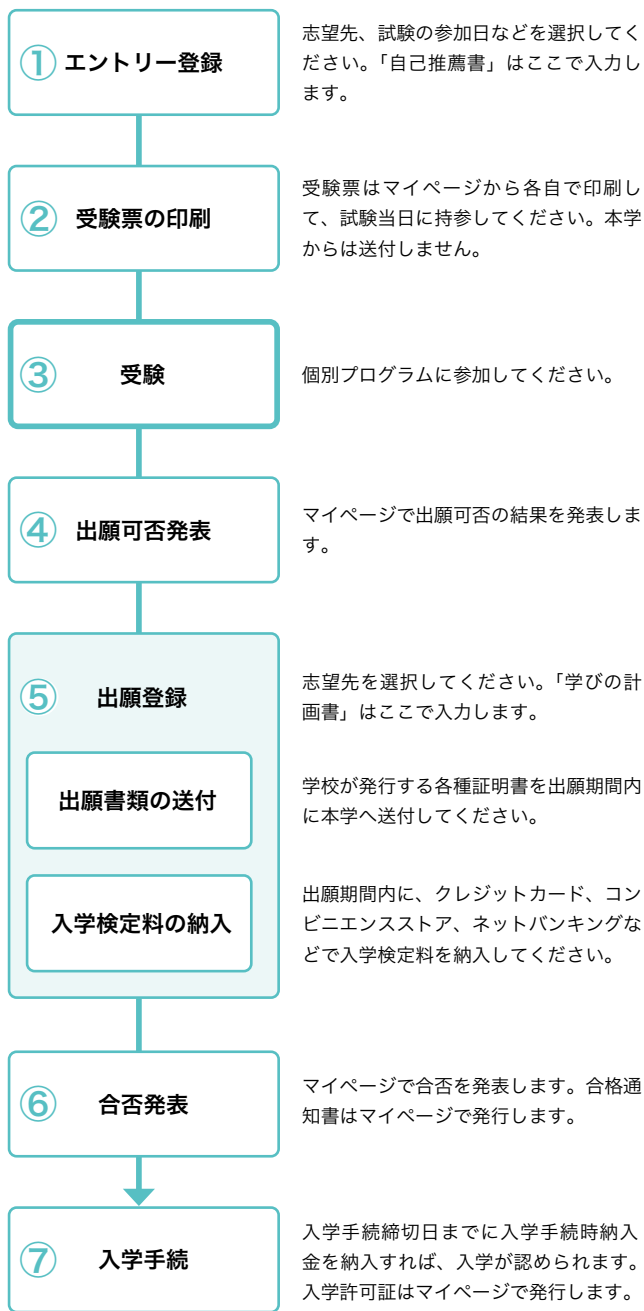 ① エントリー登録
志望先、試験の参加日などを選択してく
ださい。「自己推薦書」はここで入力し
ます。
② 受験票の印刷
受験票はマイページから各自で印刷し
て、試験当日に持参してください。本学
からは送付しません。
③ 受験
個別プログラムに参加してください。
④ 出願可否発表
マイページで出願可否の結果を発表しま
す。
⑤ 出願登録
志望先を選択してください。「学びの計
画書」はここで入力します。
出願書類の送付
学校が発行する各種証明書を出願期間内
に本学へ送付してください。
入学検定料の納入
出願期間内に、クレジットカード、コン
ビニエンスストア、ネットバンキングな
どで入学検定料を納入してください。
⑥ 合否発表
マイページで合否を発表します。合格通
知書はマイページで発行します。
⑦ 入学手続
入学手続締切日までに入学手続時納入
金を納入すれば、入学が認められます。
入学許可証はマイページで発行します。